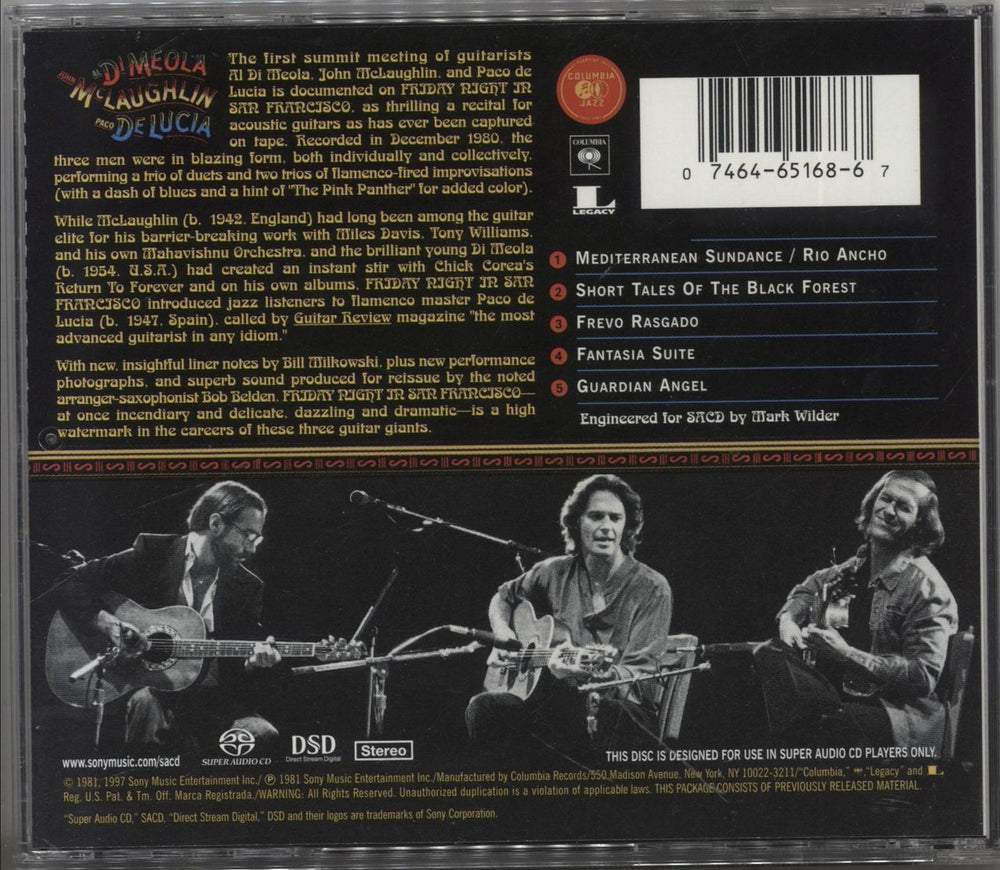 AL DI MEOLA
JOHN McLAUGHLIN
PACO DE LUCIA
The first summit meeting of guitarists
Al Di Meola, John McLaughlin, and Paco de
Lucia is documented on FRIDAY NIGHT IN
SAN FRANCISCO, as thrilling a recital for
acoustic guitars as has ever been captured
on tape. Recorded in December 1980, the
three men were in blazing form, both individually and collectively,
performing a trio of duets and two trios of flamenco-fired improvisations
(with a dash of blues and a hint of "The Pink Panther" for added color).
While McLaughlin (b. 1942, England) had long been among the guitar
elite for his barrier-breaking work with Miles Davis, Tony Williams,
and his own Mahavishnu Orchestra, and the brilliant young Di Meola
(b. 1954, U.S.A.) had created an instant stir with Chick Corea's
Return To Forever and on his own albums, FRIDAY NIGHT IN SAN
FRANCISCO introduced jazz listeners to flamenco master Paco de
Lucia (b. 1947, Spain), called by Guitar Review magazine "the most
advanced guitarist in any idiom."
With new, insightful liner notes by Bill Milkowski, plus new performance
photographs, and superb sound produced for reissue by the noted
arranger-saxophonist Bob Belden, FRIDAY NIGHT IN SAN FRANCISCO—
at once incendiary and delicate, dazzling and dramatic—is a high
watermark in the careers of these three guitar giants.
COLUMBIA
JAZZ
COLUMBIA
L
LEGACY
0 7464-65168-6 7
1 MEDITERRANEAN SUNDANCE / RIO ANCHO
2 SHORT TALES OF THE BLACK FOREST
3 FREVO RASGADO
4 FANTASIA SUITE
5 GUARDIAN ANGEL
Engineered for SACD by Mark Wilder
www.sonymusic.com/sacd
SUPER AUDIO CD
DSD
Direct Stream Digital
Stereo
THIS DISC IS DESIGNED FOR USE IN SUPER AUDIO CD PLAYERS ONLY.
© 1981, 1997 Sony Music Entertainment Inc./ ℗ 1981 Sony Music Entertainment Inc./Manufactured by Columbia Records/550 Madison Avenue, New York, NY 10022-3211/"Columbia," "Legacy" and L
Reg. U.S. Pat. & Tm. Off. Marca Registrada./WARNING: All Rights Reserved. Unauthorized duplication is a violation of applicable laws. THIS PACKAGE CONSISTS OF PREVIOUSLY RELEASED MATERIAL.
"Super Audio CD," SACD, "Direct Stream Digital," DSD and their logos are trademarks of Sony Corporation.